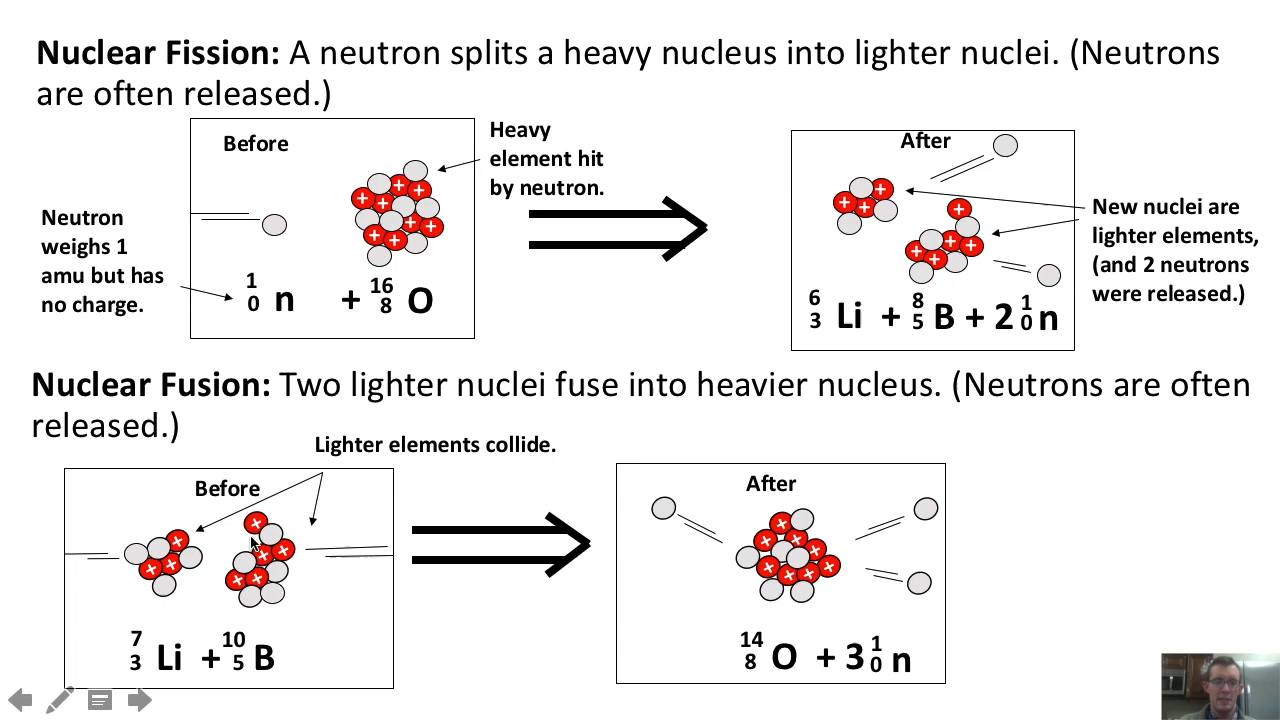 Nuclear Fission: A neutron splits a heavy nucleus into lighter nuclei. (Neutrons
are often released.)
Before
Heavy
element hit
by neutron.
After
Neutron
weighs 1
amu but has
no charge.
New nuclei are
lighter elements,
(and 2 neutrons
were released.)
+ + + + + + + +
+ + +
+ + + + +
1
0 n + 16
8 O
6
3 Li + 8
5 B + 2 1
0 n
Nuclear Fusion: Two lighter nuclei fuse into heavier nucleus. (Neutrons are often
released.)
Lighter elements collide.
Before
After
+ + +
+ + + + +
+ + + + + + + +
7
3 Li + 10
5 B
14
8 O + 3 1
0 n